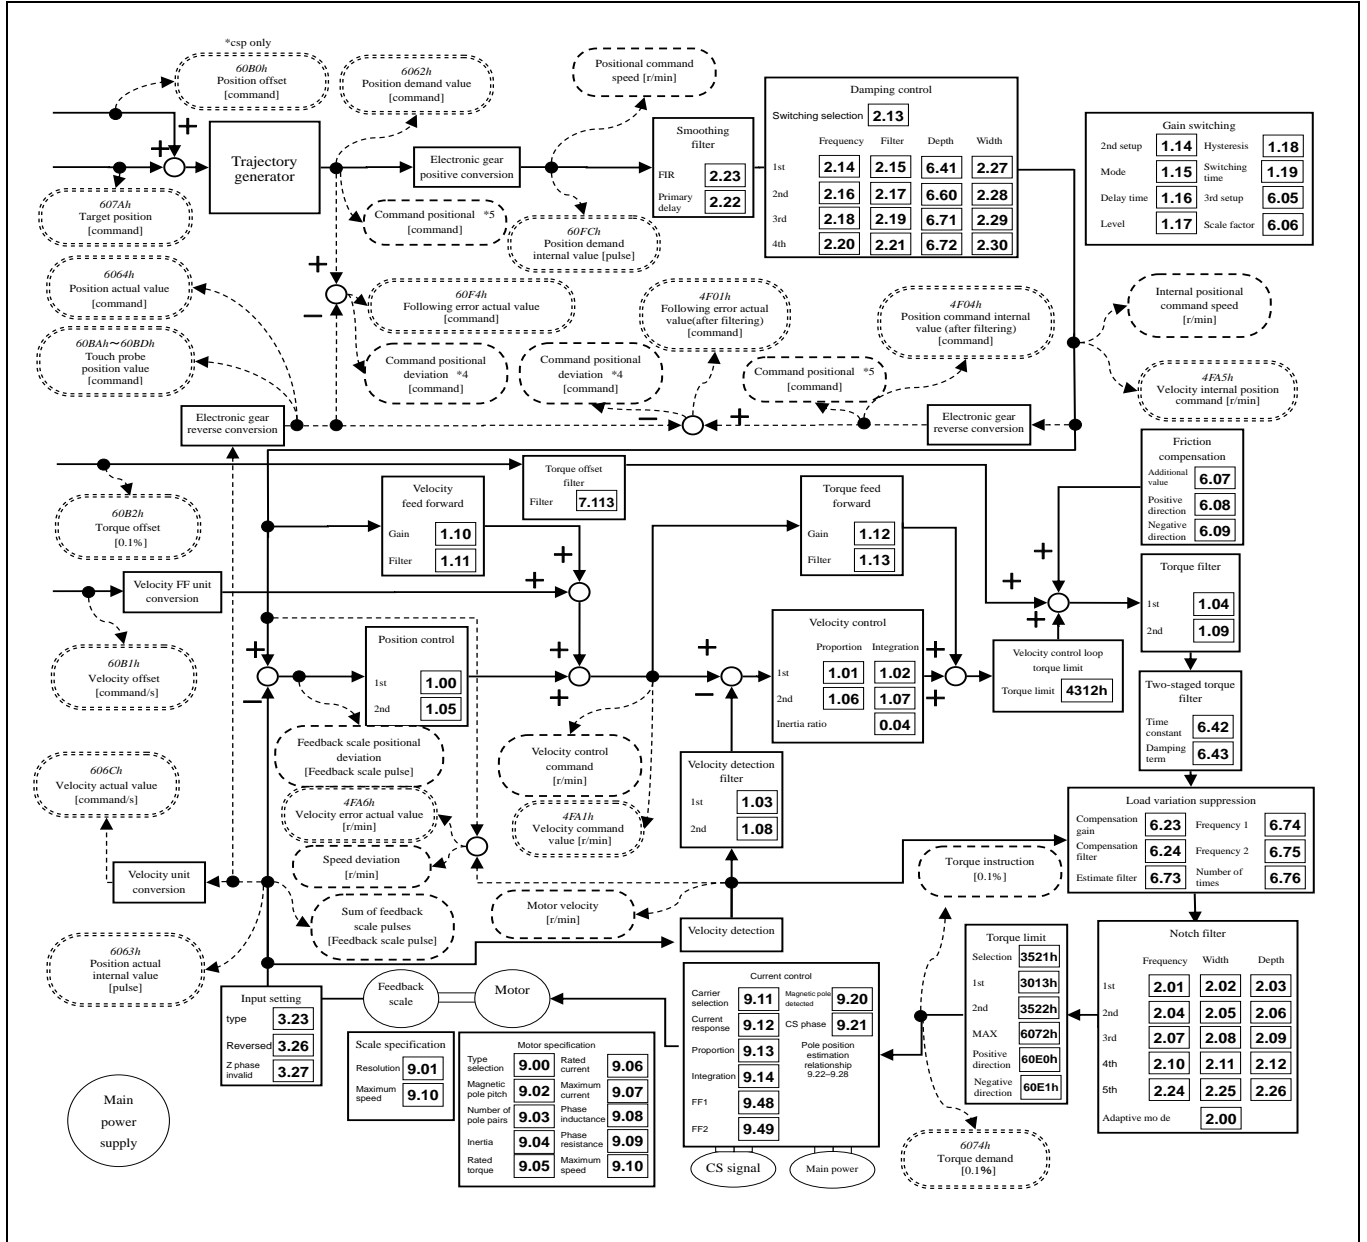 *csp only
60B0h
Position offset
[command]
6062h
Position demand value
[command]
Positional command
speed [r/min]
+
+
Trajectory
generator
Electronic gear
positive conversion
Smoothing
filter
FIR 2.23
Primary
delay 2.22
Damping control
Switching selection 2.13
Frequency Filter Depth Width
1st 2.14 2.15 6.41 2.27
2nd 2.16 2.17 6.60 2.28
3rd 2.18 2.19 6.71 2.29
4th 2.20 2.21 6.72 2.30
Gain switching
2nd setup 1.14 Hysteresis 1.18
Mode 1.15 Switching
time 1.19
Delay time 1.16 3rd setup 6.05
Level 1.17 Scale factor 6.06
607Ah
Target position
[command]
Command positional *5
[command]
60FCh
Position demand
internal value [pulse]
6064h
Position actual value
[command]
+
−
60F4h
Following error actual value
[command]
4F01h
Following error actual
value(after filtering)
[command]
4F04h
Position command internal
value (after filtering)
[command]
Internal positional
command speed
[r/min]
60BAh～60BDh
Touch probe
position value
[command]
Command positional
deviation *4
[command]
Command positional
deviation *4
[command]
Command positional *5
[command]
4FA5h
Velocity internal position
command [r/min]
Electronic gear
reverse conversion
−
+
Electronic gear
reverse conversion
Friction
compensation
Additional
value 6.07
Positive
direction 6.08
Negative
direction 6.09
Torque offset
filter
Filter 7.113
60B2h
Torque offset
[0.1%]
Velocity
feed forward
Gain 1.10
Filter 1.11
Torque feed
forward
Gain 1.12
Filter 1.13
Velocity FF unit
conversion
+
+
+
+
+
Torque filter
1st 1.04
2nd 1.09
60B1h
Velocity offset
[command/s]
+
−
Position control
1st 1.00
2nd 1.05
+
+
+
−
Velocity control
Proportion Integration
1st 1.01 1.02
2nd 1.06 1.07
Inertia ratio 0.04
+
+
Velocity control loop
torque limit
Torque limit 4312h
Two-staged torque
filter
Time
constant 6.42
Damping
term 6.43
Feedback scale positional
deviation
[Feedback scale pulse]
Velocity control
command
[r/min]
Velocity detection
filter
1st 1.03
2nd 1.08
606Ch
Velocity actual value
[command/s]
4FA6h
Velocity error actual value
[r/min]
4FA1h
Velocity command
value [r/min]
Load variation suppression
Compensation
gain 6.23 Frequency 1 6.74
Compensation
filter 6.24 Frequency 2 6.75
Estimate filter 6.73 Number of
times 6.76
Speed deviation
[r/min]
Torque instruction
[0.1%]
Velocity unit
conversion
Sum of feedback
scale pulses
[Feedback scale pulse]
Motor velocity
[r/min]
Velocity detection
6063h
Position actual
internal value
[pulse]
Torque limit
Selection 3521h
1st 3013h
2nd 3522h
MAX 6072h
Positive
direction 60E0h
Negative
direction 60E1h
Notch filter
Frequency Width Depth
1st 2.01 2.02 2.03
2nd 2.04 2.05 2.06
3rd 2.07 2.08 2.09
4th 2.10 2.11 2.12
5th 2.24 2.25 2.26
Adaptive mo de 2.00
Input setting
type 3.23
Reversed 3.26
Z phase
invalid 3.27
Feedback
scale
Motor
Current control
Carrier
selection 9.11 Magnetic pole
detected 9.20
Current
response 9.12 CS phase 9.21
Proportion 9.13 Pole position
estimation
relationship
9.22–9.28
Integration 9.14
FF1 9.48
FF2 9.49
Scale specification
Resolution 9.01
Maximum
speed 9.10
Motor specification
Type
selection 9.00 Rated
current 9.06
Magnetic
pole pitch 9.02 Maximum
current 9.07
Number of
pole pairs 9.03 Phase
inductance 9.08
Inertia 9.04 Phase
resistance 9.09
Rated
torque 9.05 Maximum
speed 9.10
Main
power
supply
CS signal
Main power
6074h
Torque demand
[0.1%]